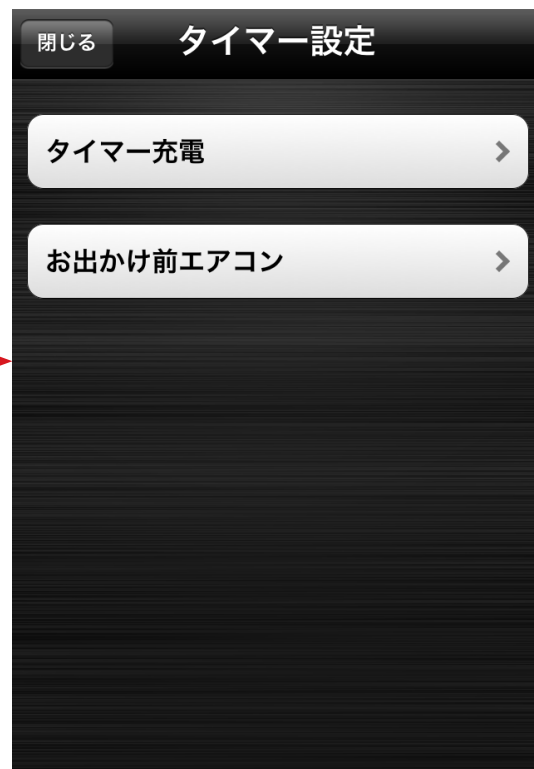 閉じる
タイマー設定
タイマー充電
お出かけ前エアコン